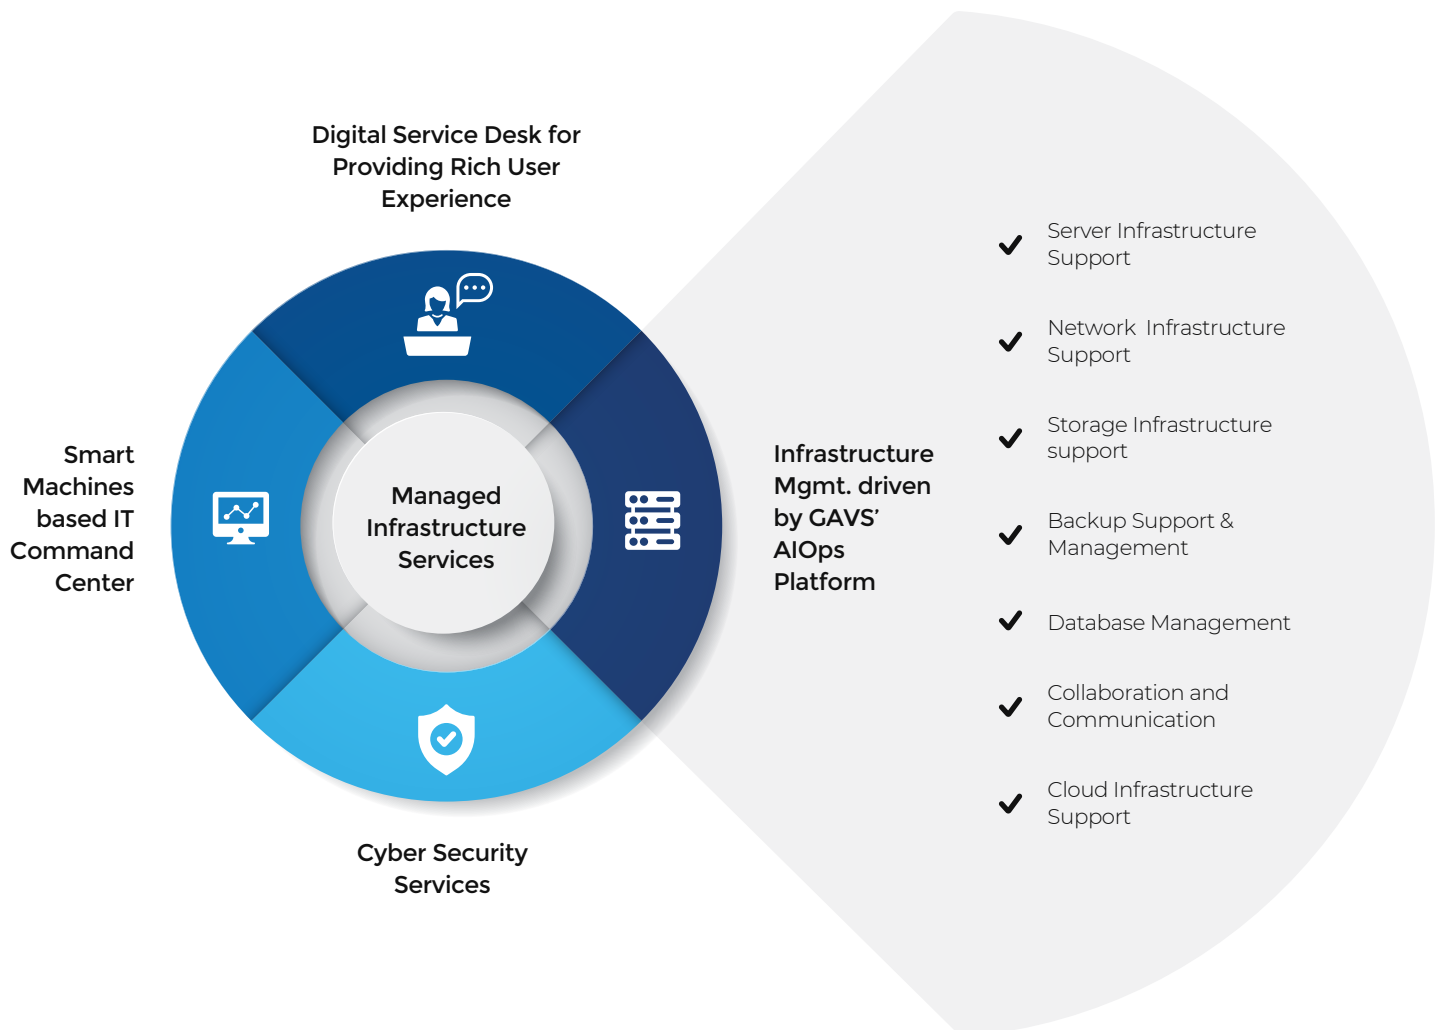 Digital Service Desk for
Providing Rich User
Experience
Smart
Machines
based IT
Command
Center
Managed
Infrastructure
Services
Infrastructure
Mgmt. driven
by GAVS’
AIOps
Platform
Cyber Security
Services
Server Infrastructure
Support
Network  Infrastructure
Support
Storage Infrastructure
support
Backup Support &
Management
Database Management
Collaboration and
Communication
Cloud Infrastructure
Support